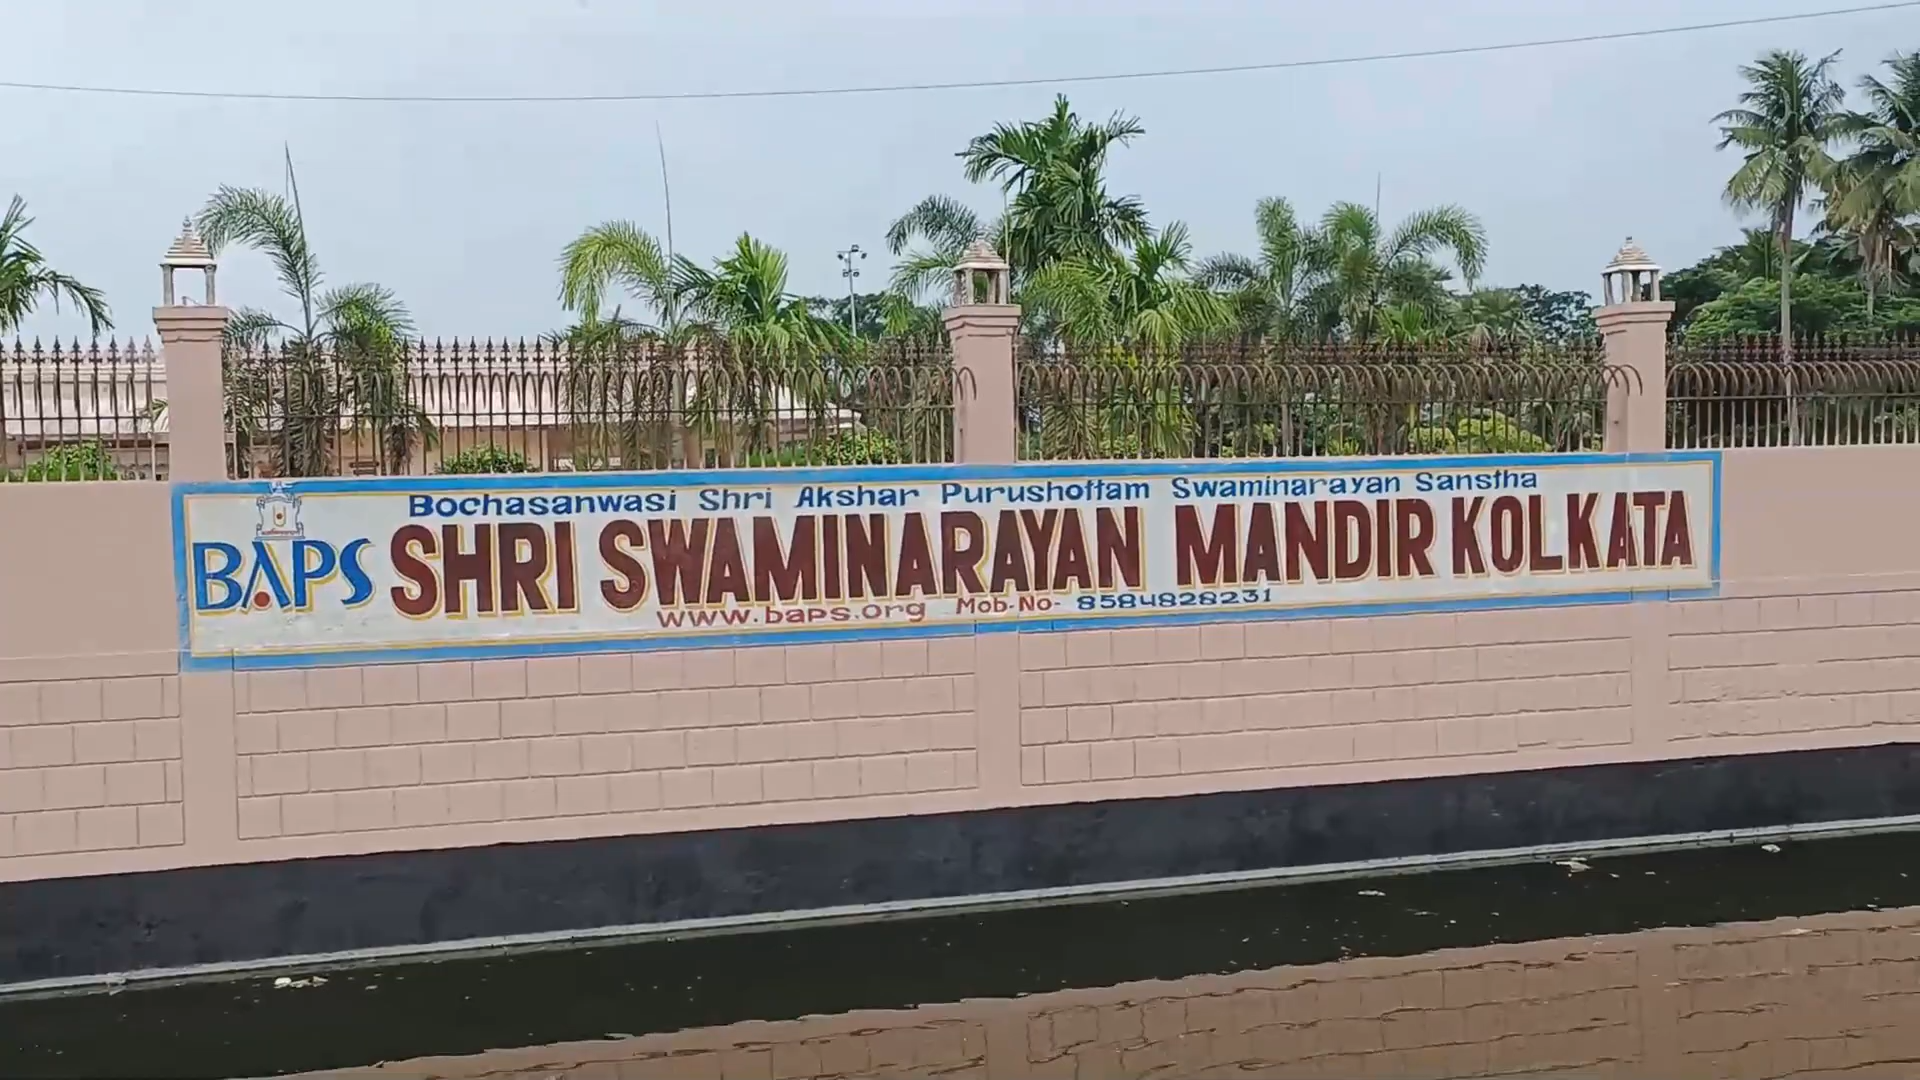 Bochasanwasi Shri Akshar Purushottam Swaminarayan Sanstha
BAPS SHRI SWAMINARAYAN MANDIR KOLKATA
www.baps.org Mob-No- 8584828231